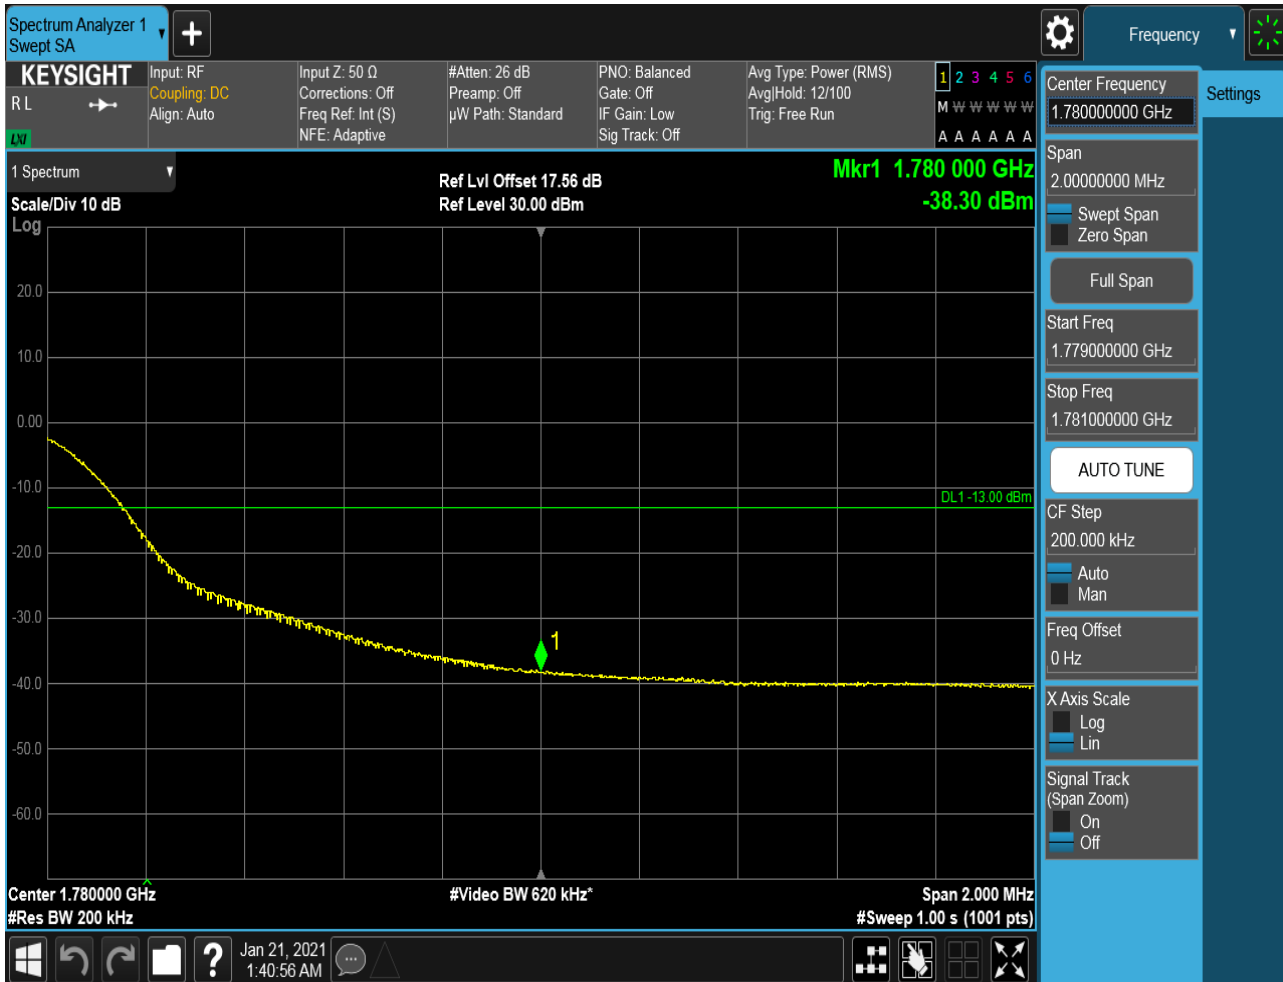 Spectrum Analyzer 1
Swept SA
Frequency
KEYSIGHT
R L
LXI
Input: RF
Coupling: DC
Align: Auto
Input Z: 50 Ω
Corrections: Off
Freq Ref: Int (S)
NFE: Adaptive
#Atten: 26 dB
Preamp: Off
µW Path: Standard
PNO: Balanced
Gate: Off
IF Gain: Low
Sig Track: Off
Avg Type: Power (RMS)
Avg|Hold: 12/100
Trig: Free Run
1 2 3 4 5 6
M W W W W W
A A A A A A
1 Spectrum
Scale/Div 10 dB
Log
Ref Lvl Offset 17.56 dB
Ref Level 30.00 dBm
Mkr1 1.780 000 GHz
-38.30 dBm
20.0
10.0
0.00
-10.0
DL1 -13.00 dBm
-20.0
-30.0
1
-40.0
-50.0
-60.0
Center 1.780000 GHz
#Res BW 200 kHz
#Video BW 620 kHz*
Span 2.000 MHz
#Sweep 1.00 s (1001 pts)
Jan 21, 2021
1:40:56 AM
?
Center Frequency
1.780000000 GHz
Settings
Span
2.00000000 MHz
Swept Span
Zero Span
Full Span
Start Freq
1.779000000 GHz
Stop Freq
1.781000000 GHz
AUTO TUNE
CF Step
200.000 kHz
Auto
Man
Freq Offset
0 Hz
X Axis Scale
Log
Lin
Signal Track
(Span Zoom)
On
Off